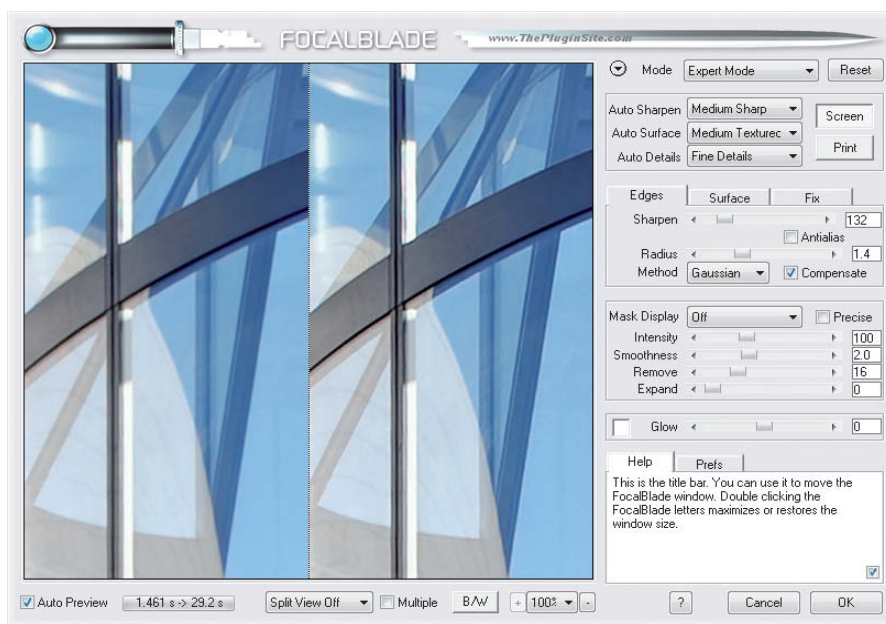 FOCALBLADE
www.ThePluginSite.com
Mode Expert Mode Reset
Auto Sharpen Medium Sharp Screen
Auto Surface Medium Texturec
Auto Details Fine Details Print
Edges Surface Fix
Sharpen 132
Antialias
Radius 1.4
Method Gaussian Compensate
Mask Display Off Precise
Intensity 100
Smoothness 2.0
Remove 16
Expand 0
Glow 0
Help Prefs
This is the title bar. You can use it to move the
FocalBlade window. Double clicking the
FocalBlade letters maximizes or restores the
window size.
Auto Preview 1.461 s -> 29.2 s Split View Off Multiple B/W + 100% - ? Cancel OK